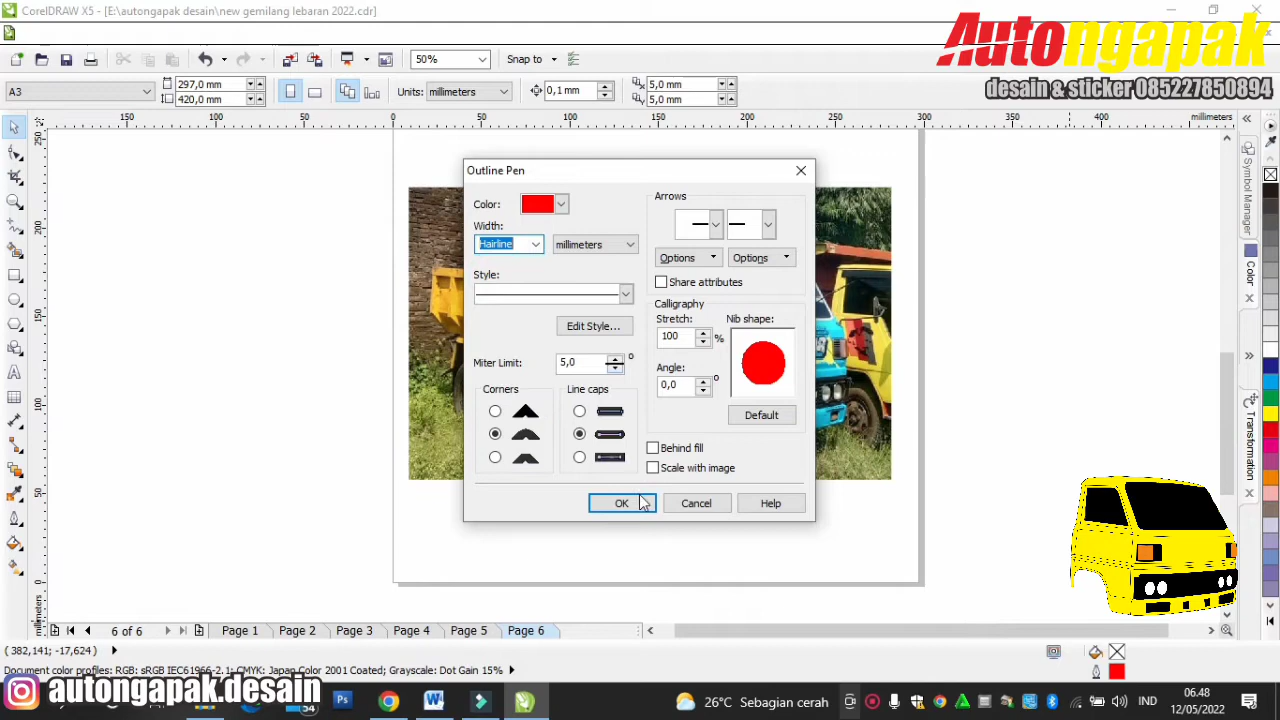 CorelDRAW X5 - [E:\autongapak desain\new gemilang lebaran 2022.cdr]
Autongapak
desain & sticker 085227850894
50%
Snap to
A3
297,0 mm
420,0 mm
Units: millimeters
0,1 mm
5,0 mm
5,0 mm
150 100 50 0 50 100 150 200 250 300 350 400 millimeters
250
200
150
100
50
0
millimeters
Outline Pen
Color:
Width:
Hairline
millimeters
Style:
Edit Style...
Miter Limit:
5,0
º
Corners
Line caps
Arrows
Options
Options
Share attributes
Calligraphy
Stretch:
100
%
Nib shape:
Angle:
0,0
º
Default
Behind fill
Scale with image
OK
Cancel
Help
Symbol Manager
Color
Transformation
6 of 6
Page 1
Page 2
Page 3
Page 4
Page 5
Page 6
( 382,141; -17,624 )
Document color profiles: RGB: sRGB IEC61966-2.1; CMYK: Japan Color 2001 Coated; Grayscale: Dot Gain 15%
autongapak.desain
54
Ps
26°C Sebagian cerah
IND
06.48
12/05/2022